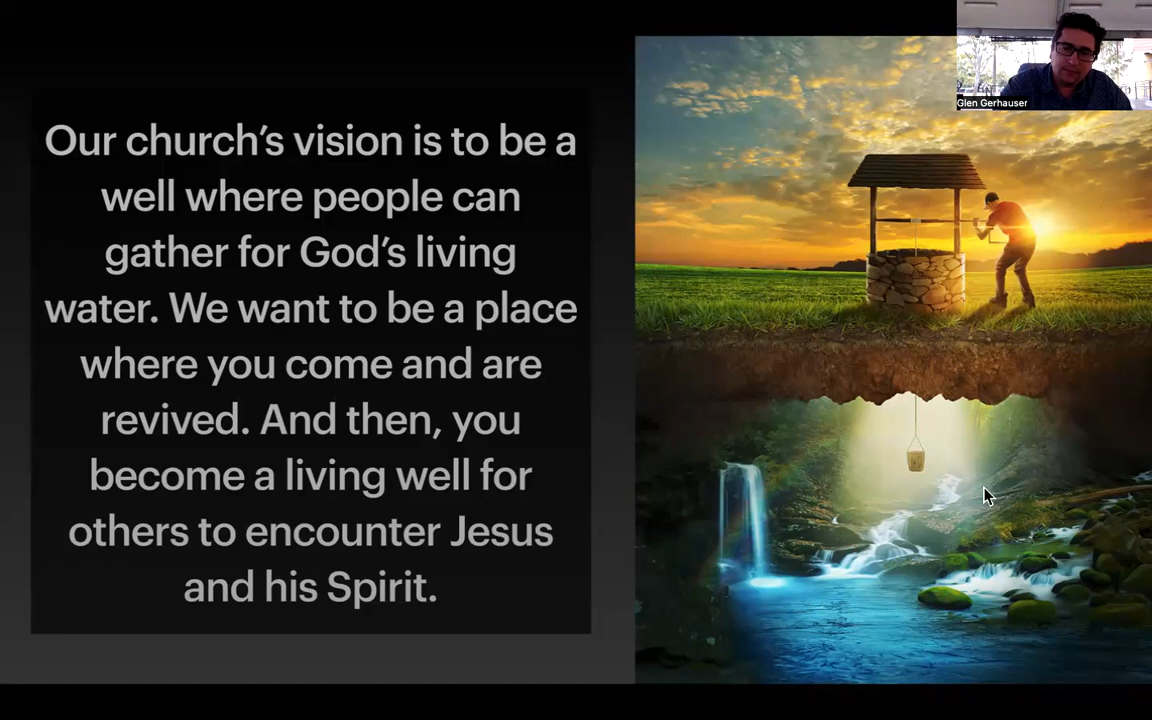 Glen Gerhauser
Our church’s vision is to be a
well where people can
gather for God’s living
water. We want to be a place
where you come and are
revived. And then, you
become a living well for
others to encounter Jesus
and his Spirit.